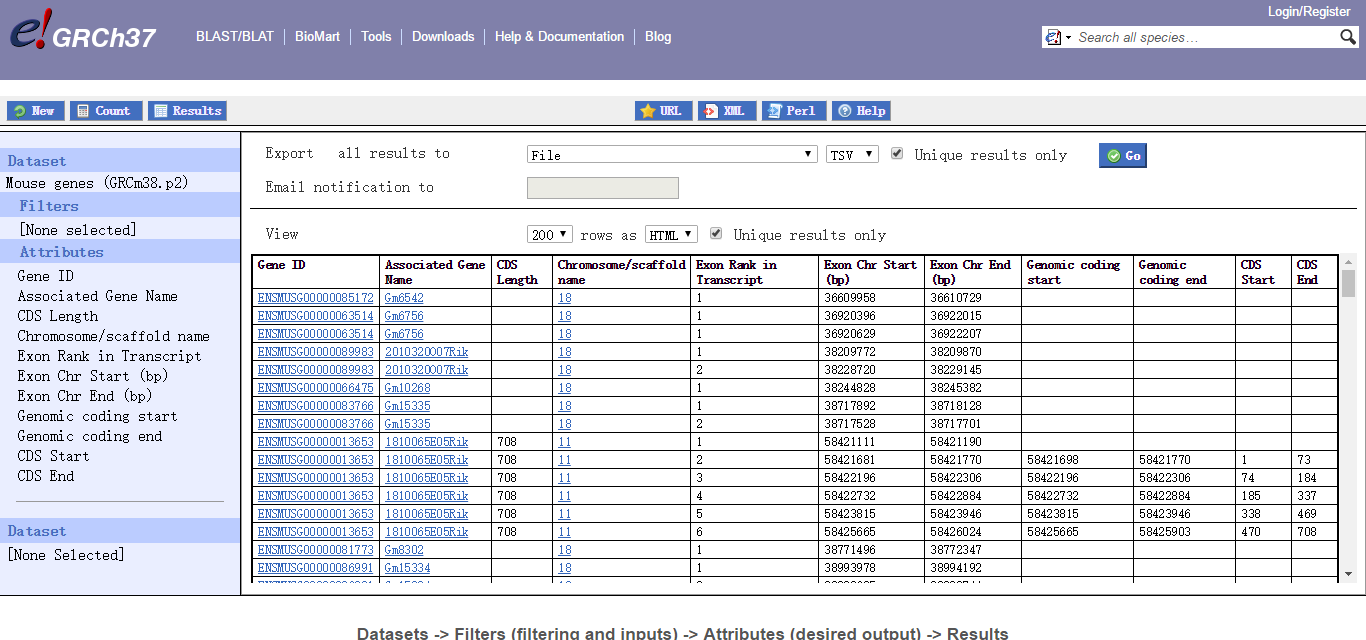 Login/Register
e! GRCh37
BLAST/BLAT BioMart Tools Downloads Help & Documentation Blog
e! Search all species…
New Count Results URL XML Perl Help
Dataset
Mouse genes (GRCm38.p2)
Filters
[None selected]
Attributes
Gene ID
Associated Gene Name
CDS Length
Chromosome/scaffold name
Exon Rank in Transcript
Exon Chr Start (bp)
Exon Chr End (bp)
Genomic coding start
Genomic coding end
CDS Start
CDS End
Dataset
[None Selected]
Export all results to File TSV Unique results only Go
Email notification to
View 200 rows as HTML Unique results only
Gene ID Associated Gene Name CDS Length Chromosome/scaffold name Exon Rank in Transcript Exon Chr Start (bp) Exon Chr End (bp) Genomic coding start Genomic coding end CDS Start CDS End
ENSMUSG00000085172 Gm6542 18 1 36609958 36610729
ENSMUSG00000063514 Gm6756 18 1 36920396 36922015
ENSMUSG00000063514 Gm6756 18 1 36920629 36922207
ENSMUSG00000089983 2010320007Rik 18 1 38209772 38209870
ENSMUSG00000089983 2010320007Rik 18 2 38228720 38229145
ENSMUSG00000066475 Gm10268 18 1 38244828 38245382
ENSMUSG00000083766 Gm15335 18 1 38717892 38718128
ENSMUSG00000083766 Gm15335 18 2 38717528 38717701
ENSMUSG00000013653 1810065E05Rik 708 11 1 58421111 58421190
ENSMUSG00000013653 1810065E05Rik 708 11 2 58421681 58421770 58421698 58421770 1 73
ENSMUSG00000013653 1810065E05Rik 708 11 3 58422196 58422306 58422196 58422306 74 184
ENSMUSG00000013653 1810065E05Rik 708 11 4 58422732 58422884 58422732 58422884 185 337
ENSMUSG00000013653 1810065E05Rik 708 11 5 58423815 58423946 58423815 58423946 338 469
ENSMUSG00000013653 1810065E05Rik 708 11 6 58425665 58426024 58425665 58425903 470 708
ENSMUSG00000081773 Gm8302 18 1 38771496 38772347
ENSMUSG00000086991 Gm15334 18 1 38993978 38994192
Datasets -> Filters (filtering and inputs) -> Attributes (desired output) -> Results